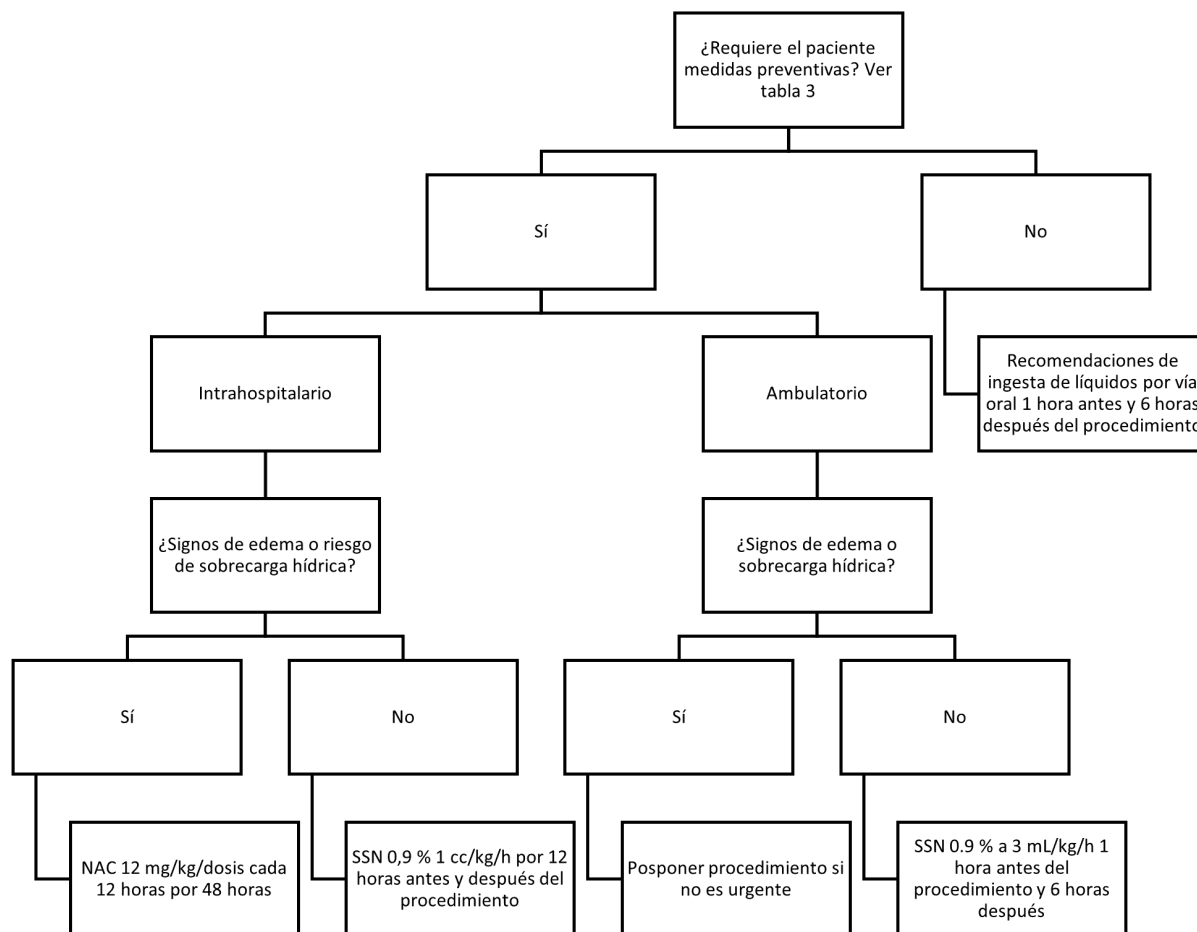 ¿Requiere el paciente
medidas preventivas? Ver
tabla 3
Sí
No
Intrahospitalario
Ambulatorio
Recomendaciones de
ingesta de líquidos por vía
oral 1 hora antes y 6 horas
después del procedimiento
¿Signos de edema o riesgo
de sobrecarga hídrica?
¿Signos de edema o
sobrecarga hídrica?
Sí
No
Sí
No
NAC 12 mg/kg/dosis cada
12 horas por 48 horas
SSN 0,9 % 1 cc/kg/h por 12
horas antes y después del
procedimiento
Posponer procedimiento si
no es urgente
SSN 0.9 % a 3 mL/kg/h 1
hora antes del
procedimiento y 6 horas
después